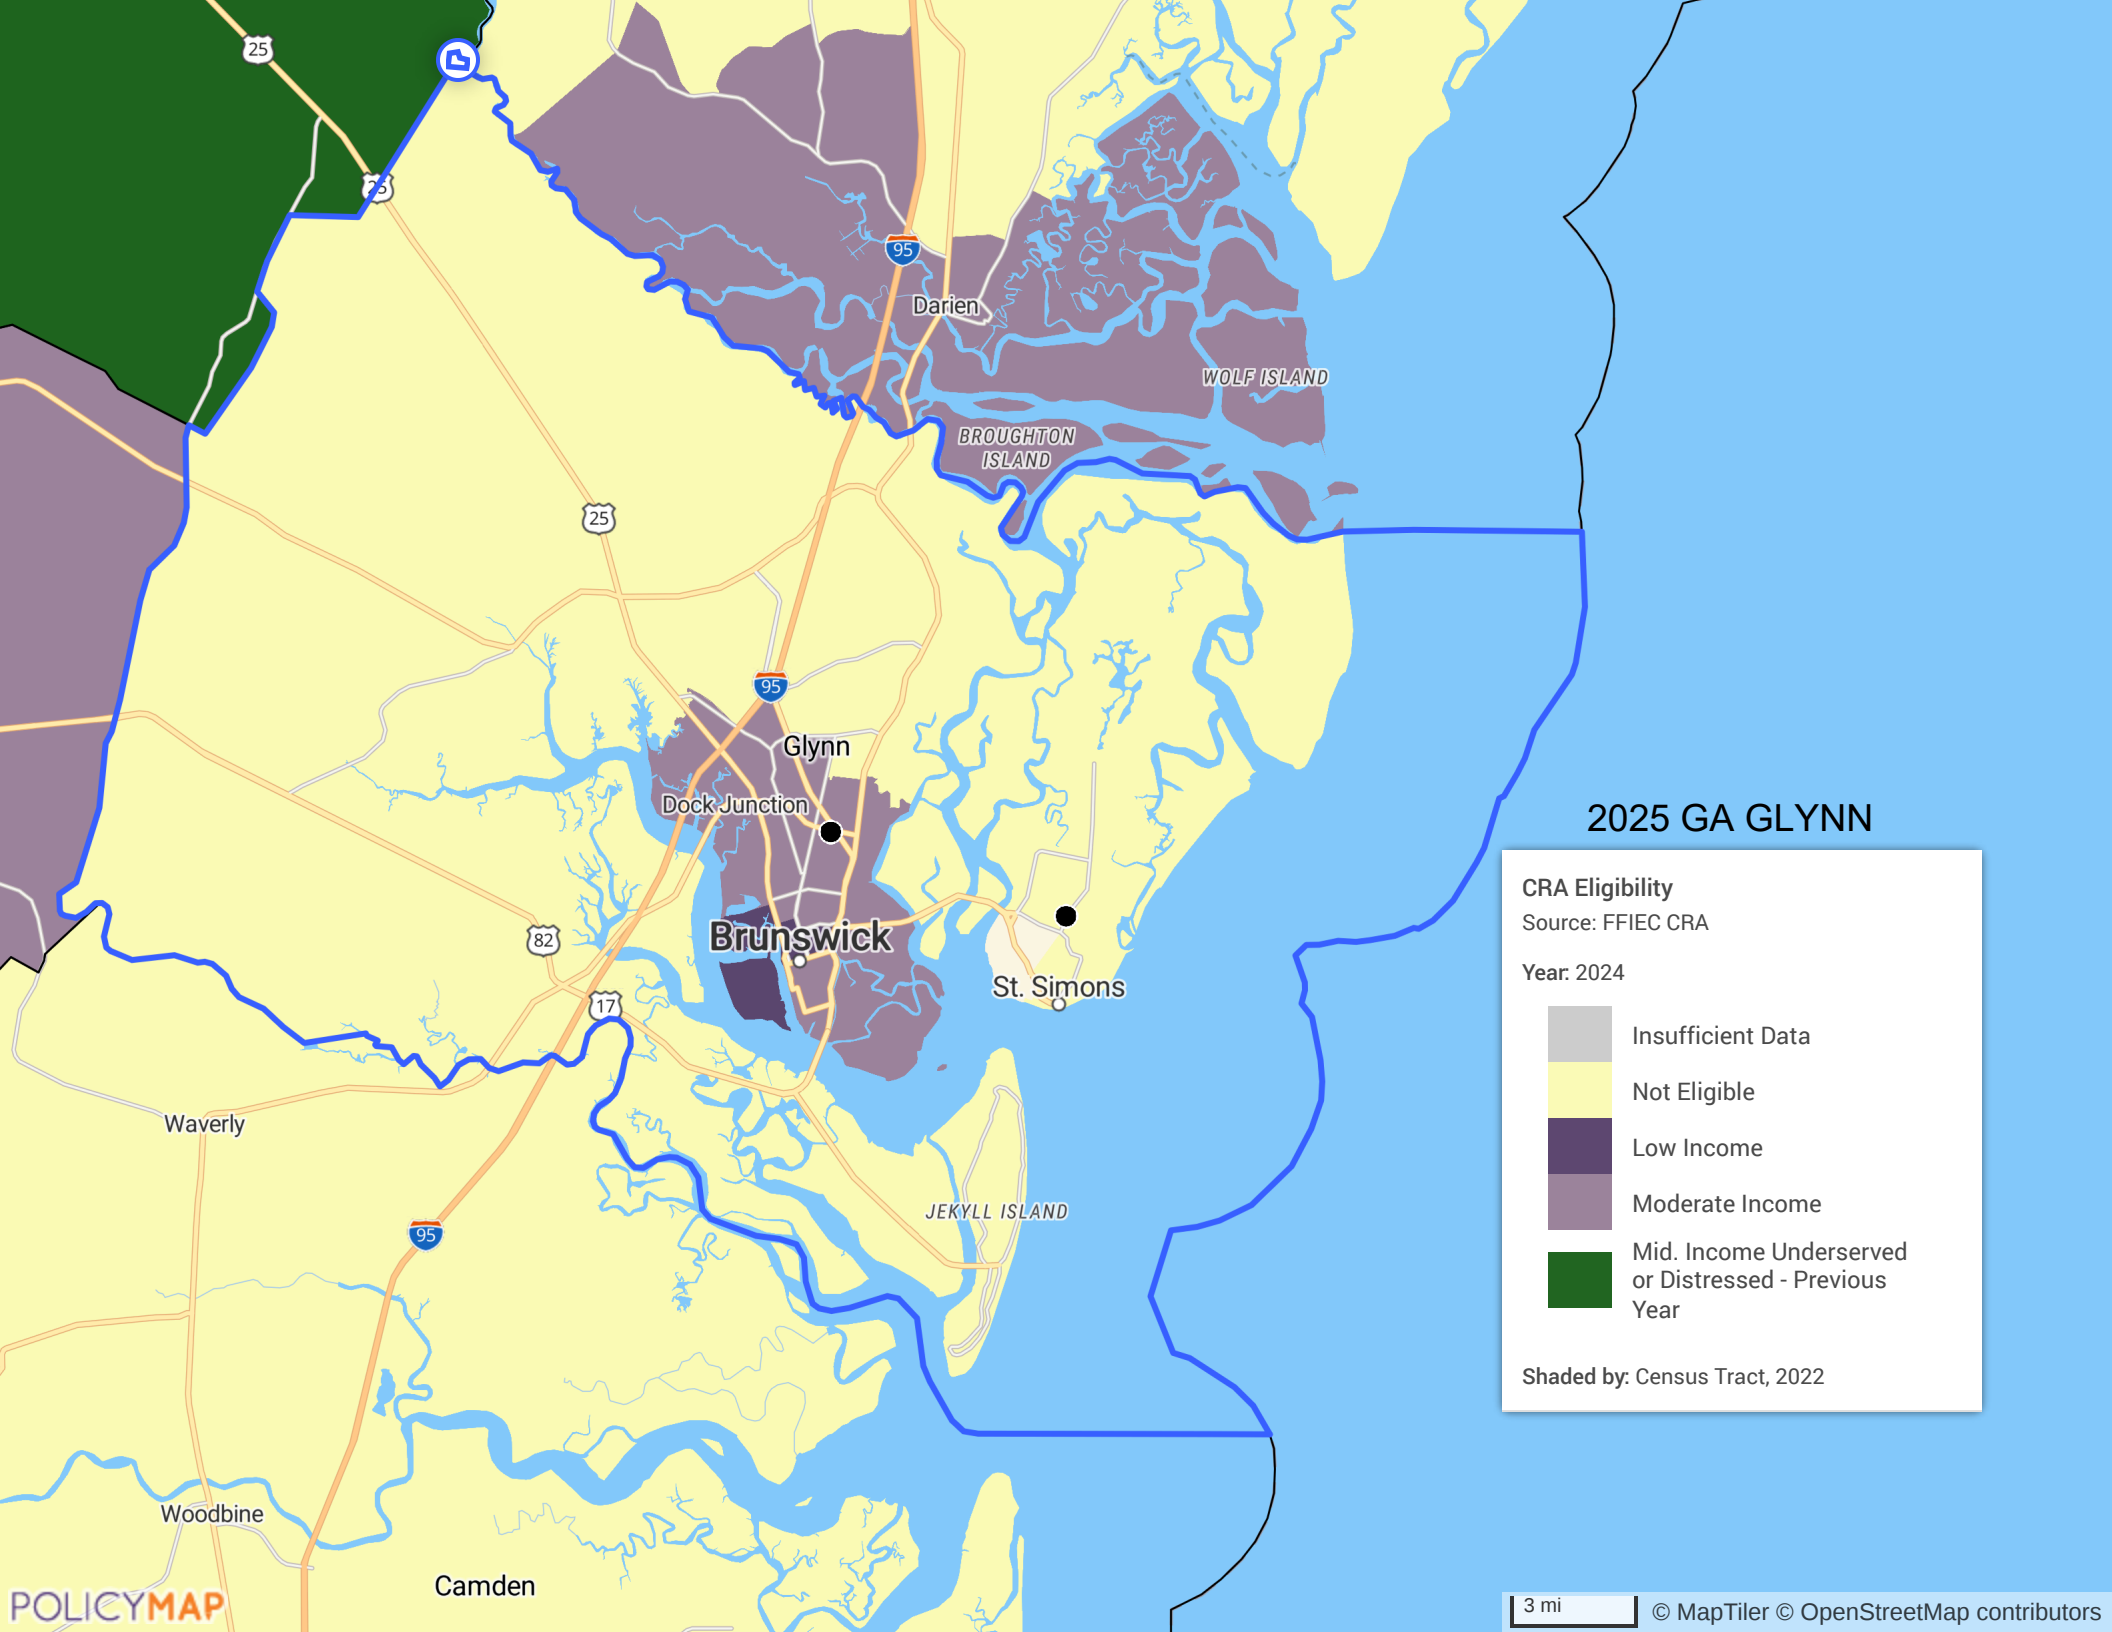 25
25
95
Darien
WOLF ISLAND
BROUGHTON
ISLAND
25
95
Glynn
Dock Junction
2025 GA GLYNN
CRA Eligibility
Source: FFIEC CRA
Year: 2024
Insufficient Data
Not Eligible
Low Income
Moderate Income
Mid. Income Underserved
or Distressed - Previous
Year
Shaded by: Census Tract, 2022
82
Brunswick
St. Simons
17
Waverly
JEKYLL ISLAND
95
Woodbine
Camden
POLICYMAP
3 mi
© MapTiler © OpenStreetMap contributors